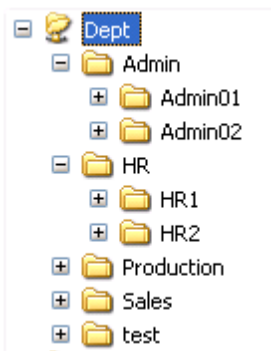 Dept
Admin
Admin01
Admin02
HR
HR1
HR2
Production
Sales
test